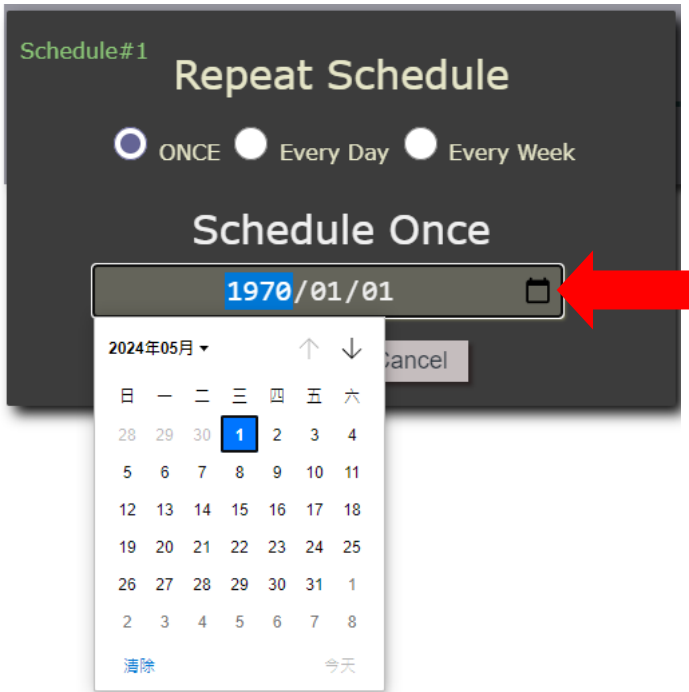 Schedule#1
Repeat Schedule
ONCE Every Day Every Week
Schedule Once
1970/01/01
2024年05月
Cancel
日 一 二 三 四 五 六
28 29 30 1 2 3 4
5 6 7 8 9 10 11
12 13 14 15 16 17 18
19 20 21 22 23 24 25
26 27 28 29 30 31 1
2 3 4 5 6 7 8
清除 今天